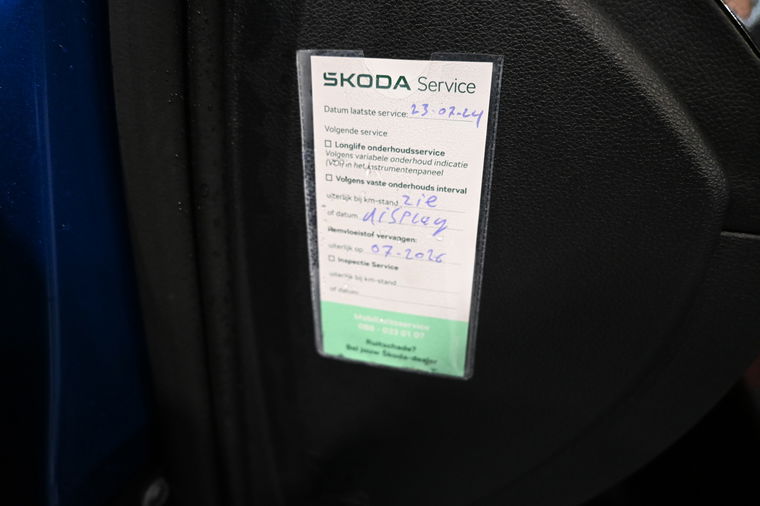 ŠKODA Service
Datum laatste service: 23-07-24
Volgende service
☐ Longlife onderhoudsservice
Volgens variabele onderhoud indicatie
(VOI) in het instrumentenpaneel
☐ Volgens vaste onderhouds interval
uiterlijk bij km-stand zie
of datum display
Remvloeistof vervangen:
uiterlijk op 07-2026
☐ Inspectie Service
uiterlijk bij km-stand
of datum
Mobiliteitsservice
088 - 033 01 07
Ruitschade?
Bel jouw Škoda-dealer